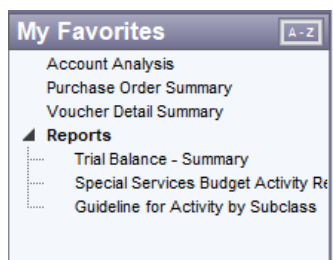 My Favorites A-Z
Account Analysis
Purchase Order Summary
Voucher Detail Summary
Reports
Trial Balance - Summary
Special Services Budget Activity Re
Guideline for Activity by Subclass